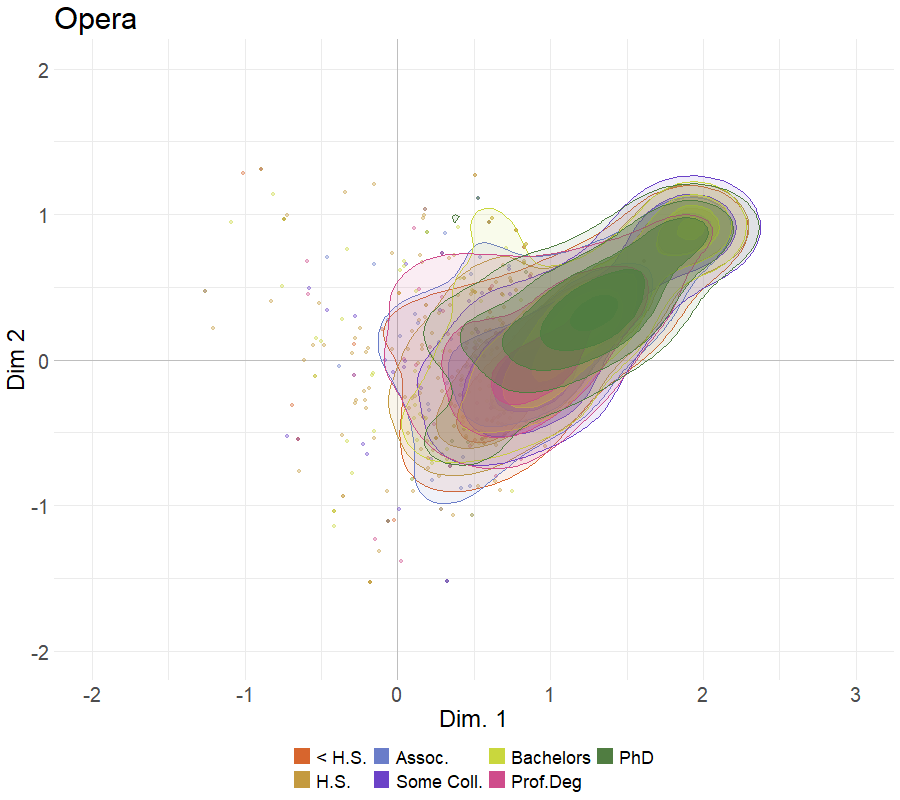 Opera
2
1
0
-1
-2
Dim 2
-2 -1 0 1 2 3
Dim. 1
< H.S. Assoc. Bachelors PhD
H.S. Some Coll. Prof.Deg